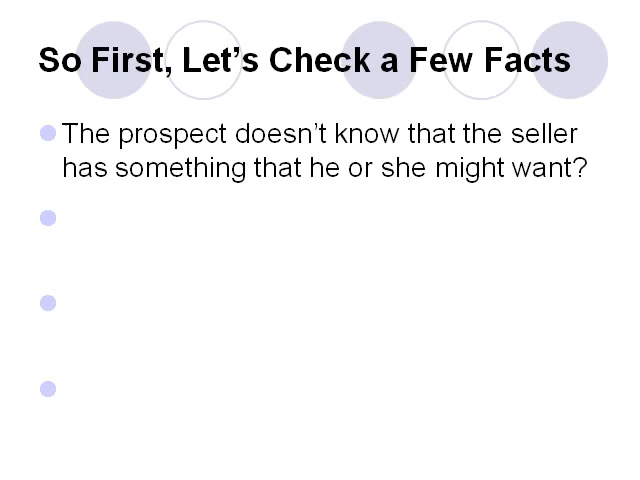 So First, Let’s Check a Few Facts
The prospect doesn’t know that the seller
has something that he or she might want?